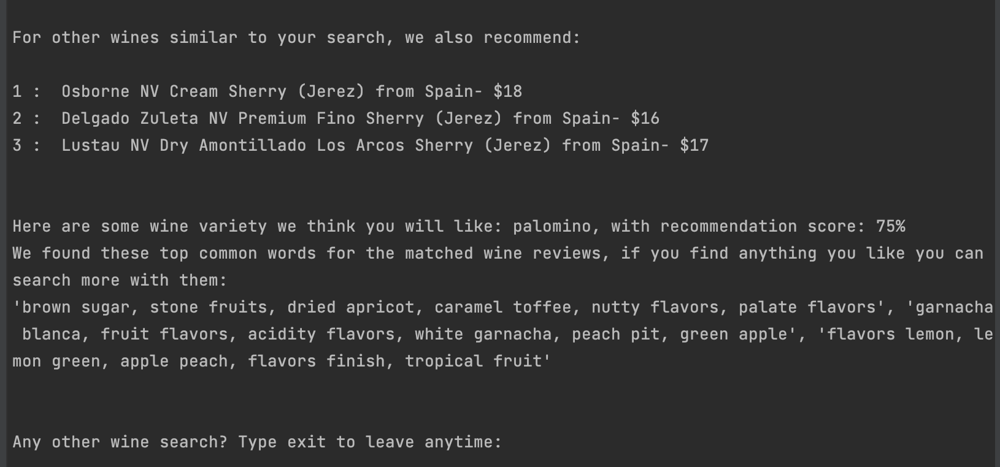 For other wines similar to your search, we also recommend:
1 :  Osborne NV Cream Sherry (Jerez) from Spain- $18
2 :  Delgado Zuleta NV Premium Fino Sherry (Jerez) from Spain- $16
3 :  Lustau NV Dry Amontillado Los Arcos Sherry (Jerez) from Spain- $17
Here are some wine variety we think you will like: palomino, with recommendation score: 75%
We found these top common words for the matched wine reviews, if you find anything you like you can
search more with them:
'brown sugar, stone fruits, dried apricot, caramel toffee, nutty flavors, palate flavors', 'garnacha
 blanca, fruit flavors, acidity flavors, white garnacha, peach pit, green apple', 'flavors lemon, le
mon green, apple peach, flavors finish, tropical fruit'
Any other wine search? Type exit to leave anytime: